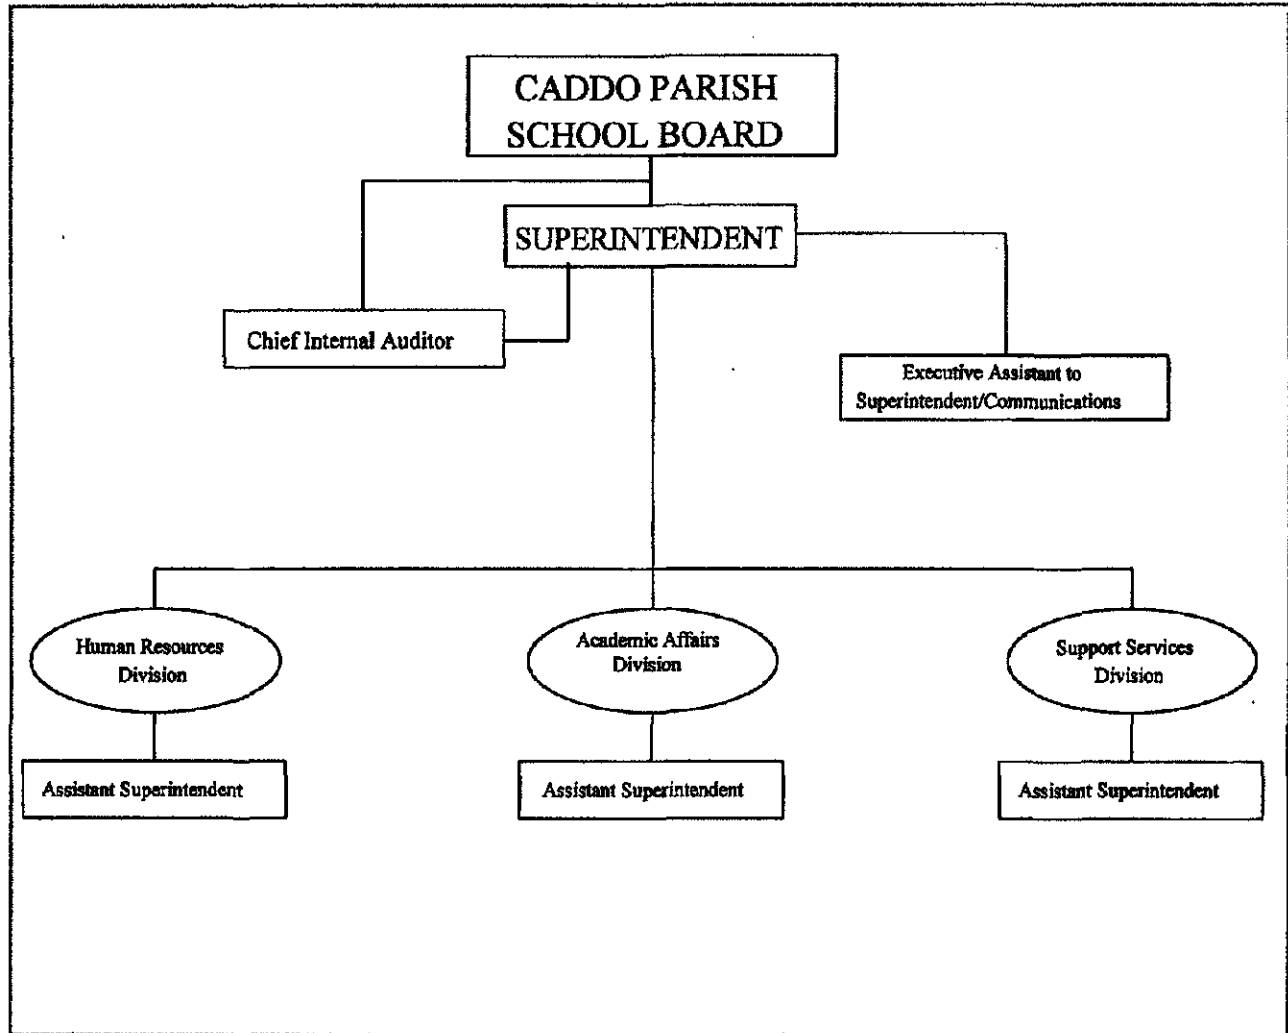 CADDO PARISH
SCHOOL BOARD
SUPERINTENDENT
Chief Internal Auditor
Executive Assistant to
Superintendent/Communications
Human Resources
Division
Academic Affairs
Division
Support Services
Division
Assistant Superintendent
Assistant Superintendent
Assistant Superintendent